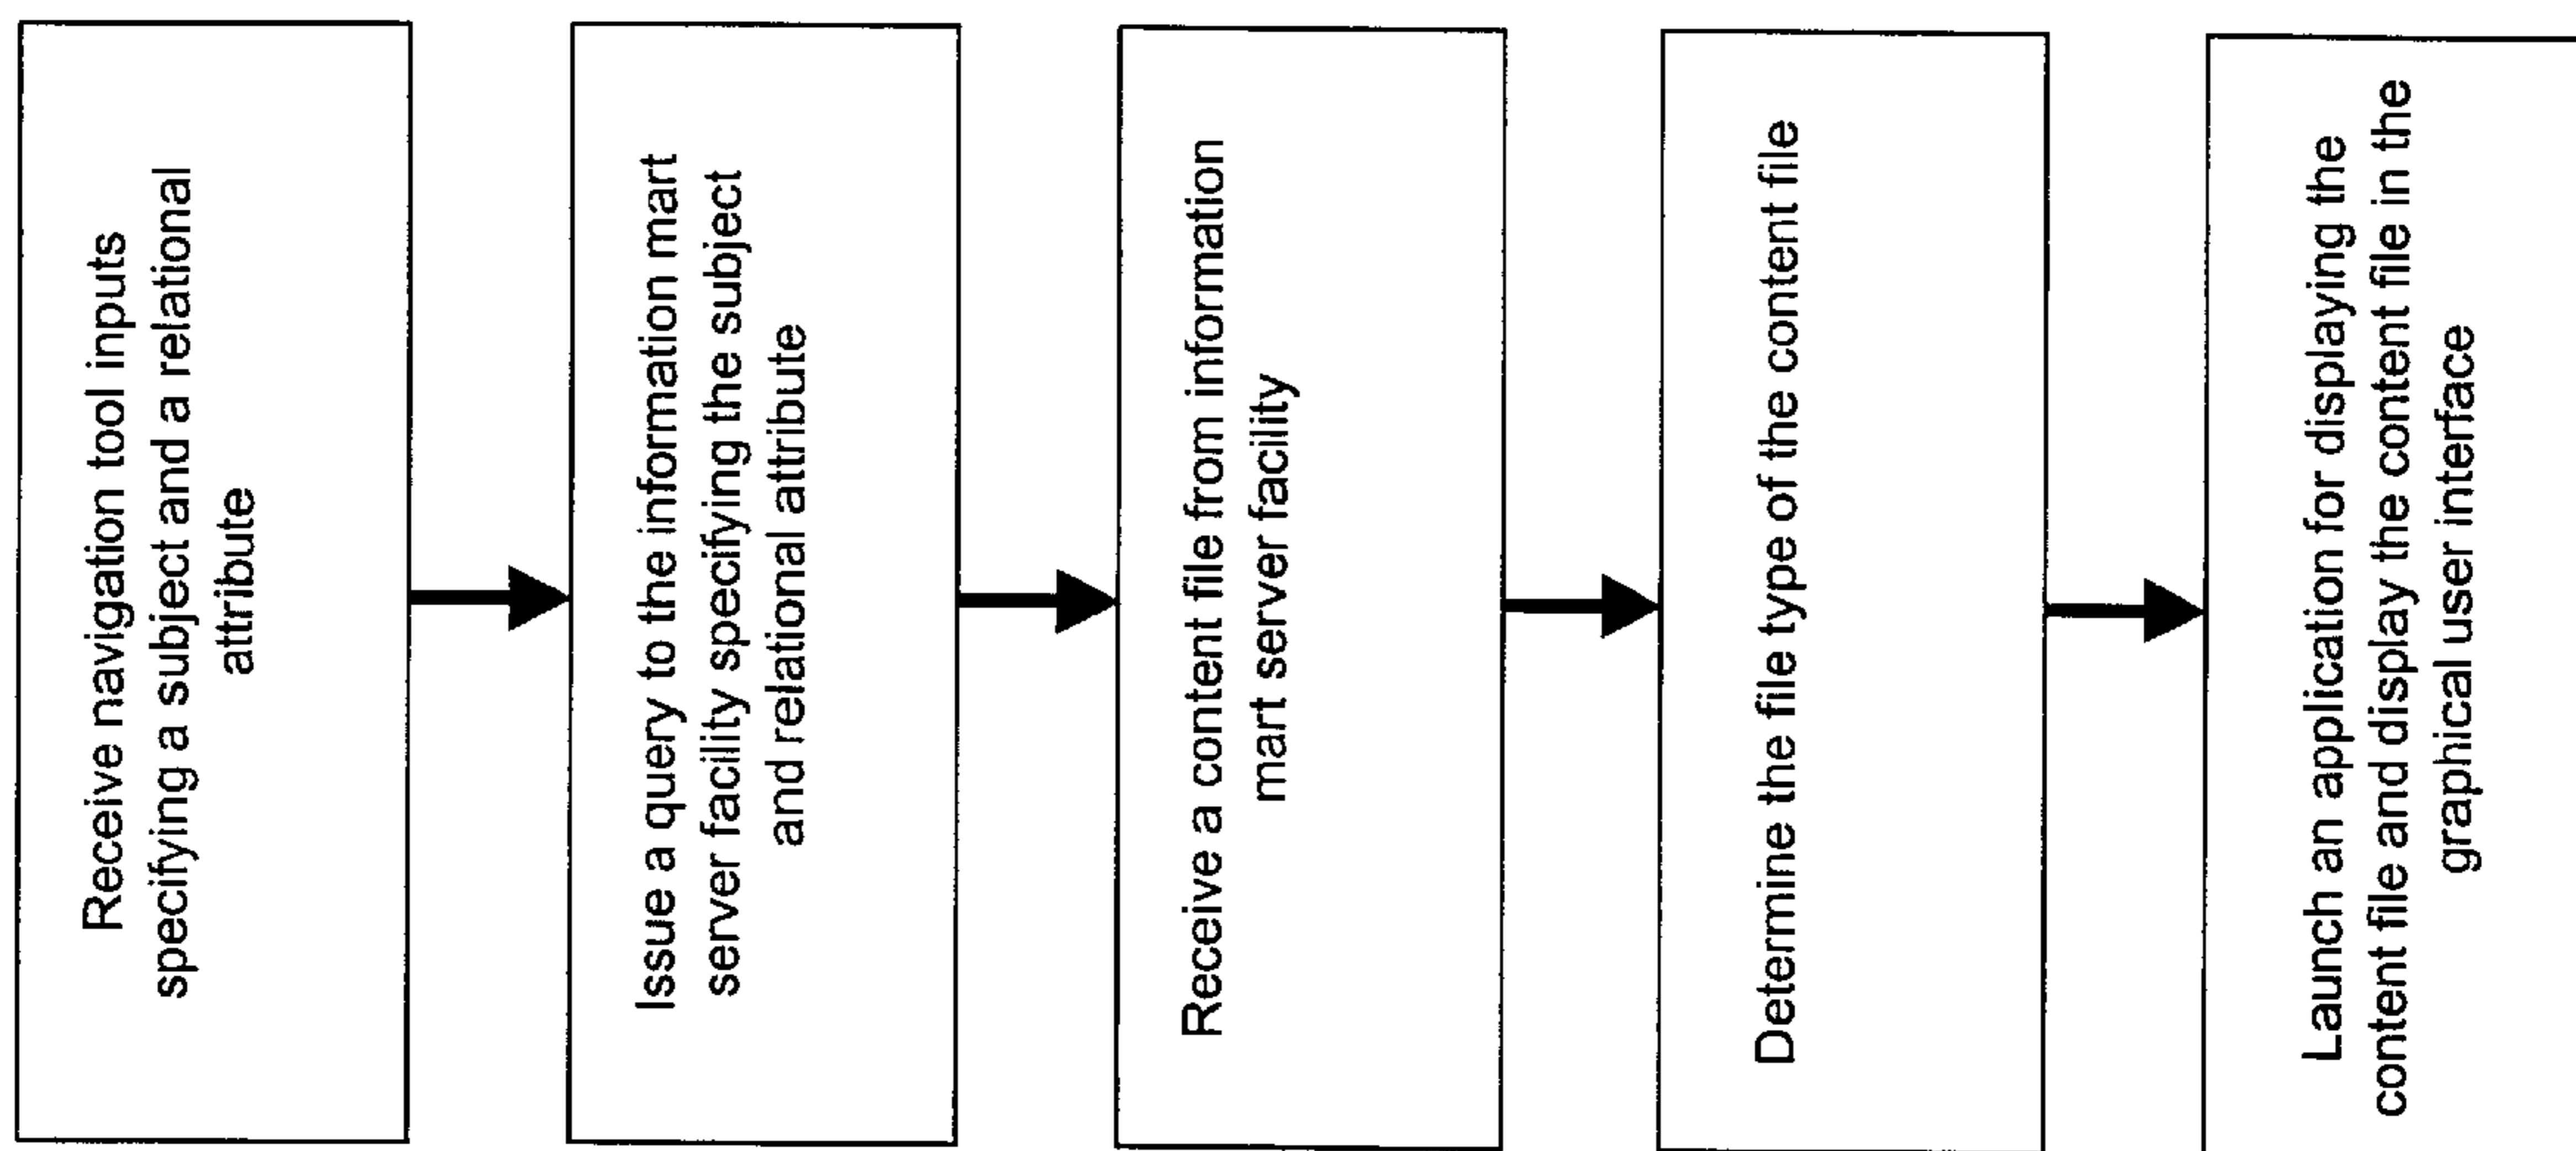 Receive navigation tool inputs
specifying a subject and a relational
attribute
Issue a query to the information mart
server facility specifying the subject
and relational attribute
Receive a content file from information
mart server facility
Determine the file type of the content file
Launch an application for displaying the
content file and display the content file in the
graphical user interface